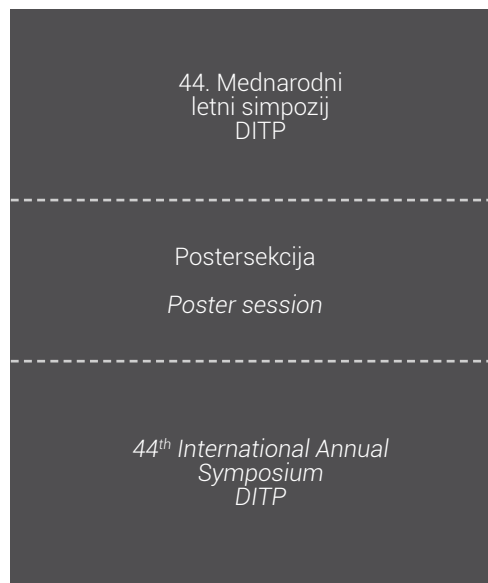 44. Mednarodni
letni simpozij
DITP
Postersekcija
Poster session
44th International Annual
Symposium
DITP